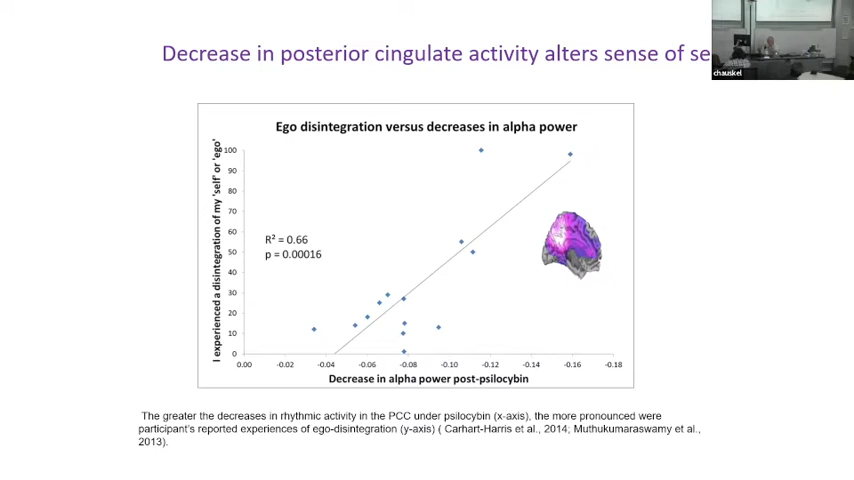 Decrease in posterior cingulate activity alters sense of se
chauskel
Ego disintegration versus decreases in alpha power
I experienced a disintegration of my 'self' or 'ego'
100
90
80
70
60
50
40
30
20
10
0
R² = 0.66
p = 0.00016
0.00 -0.02 -0.04 -0.06 -0.08 -0.10 -0.12 -0.14 -0.16 -0.18
Decrease in alpha power post-psilocybin
The greater the decreases in rhythmic activity in the PCC under psilocybin (x-axis), the more pronounced were
participant's reported experiences of ego-disintegration (y-axis) ( Carhart-Harris et al., 2014; Muthukumaraswamy et al.,
2013).